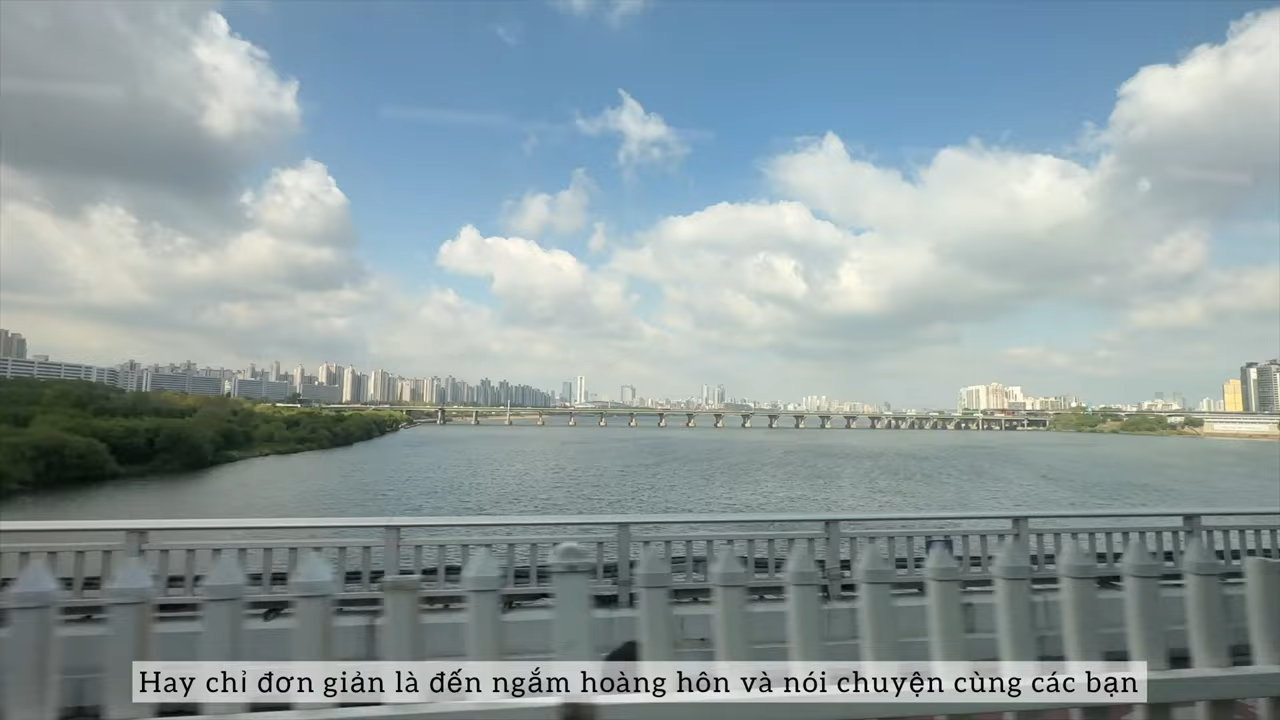 Hay chỉ đơn giản là đến ngắm hoàng hôn và nói chuyện cùng các bạn